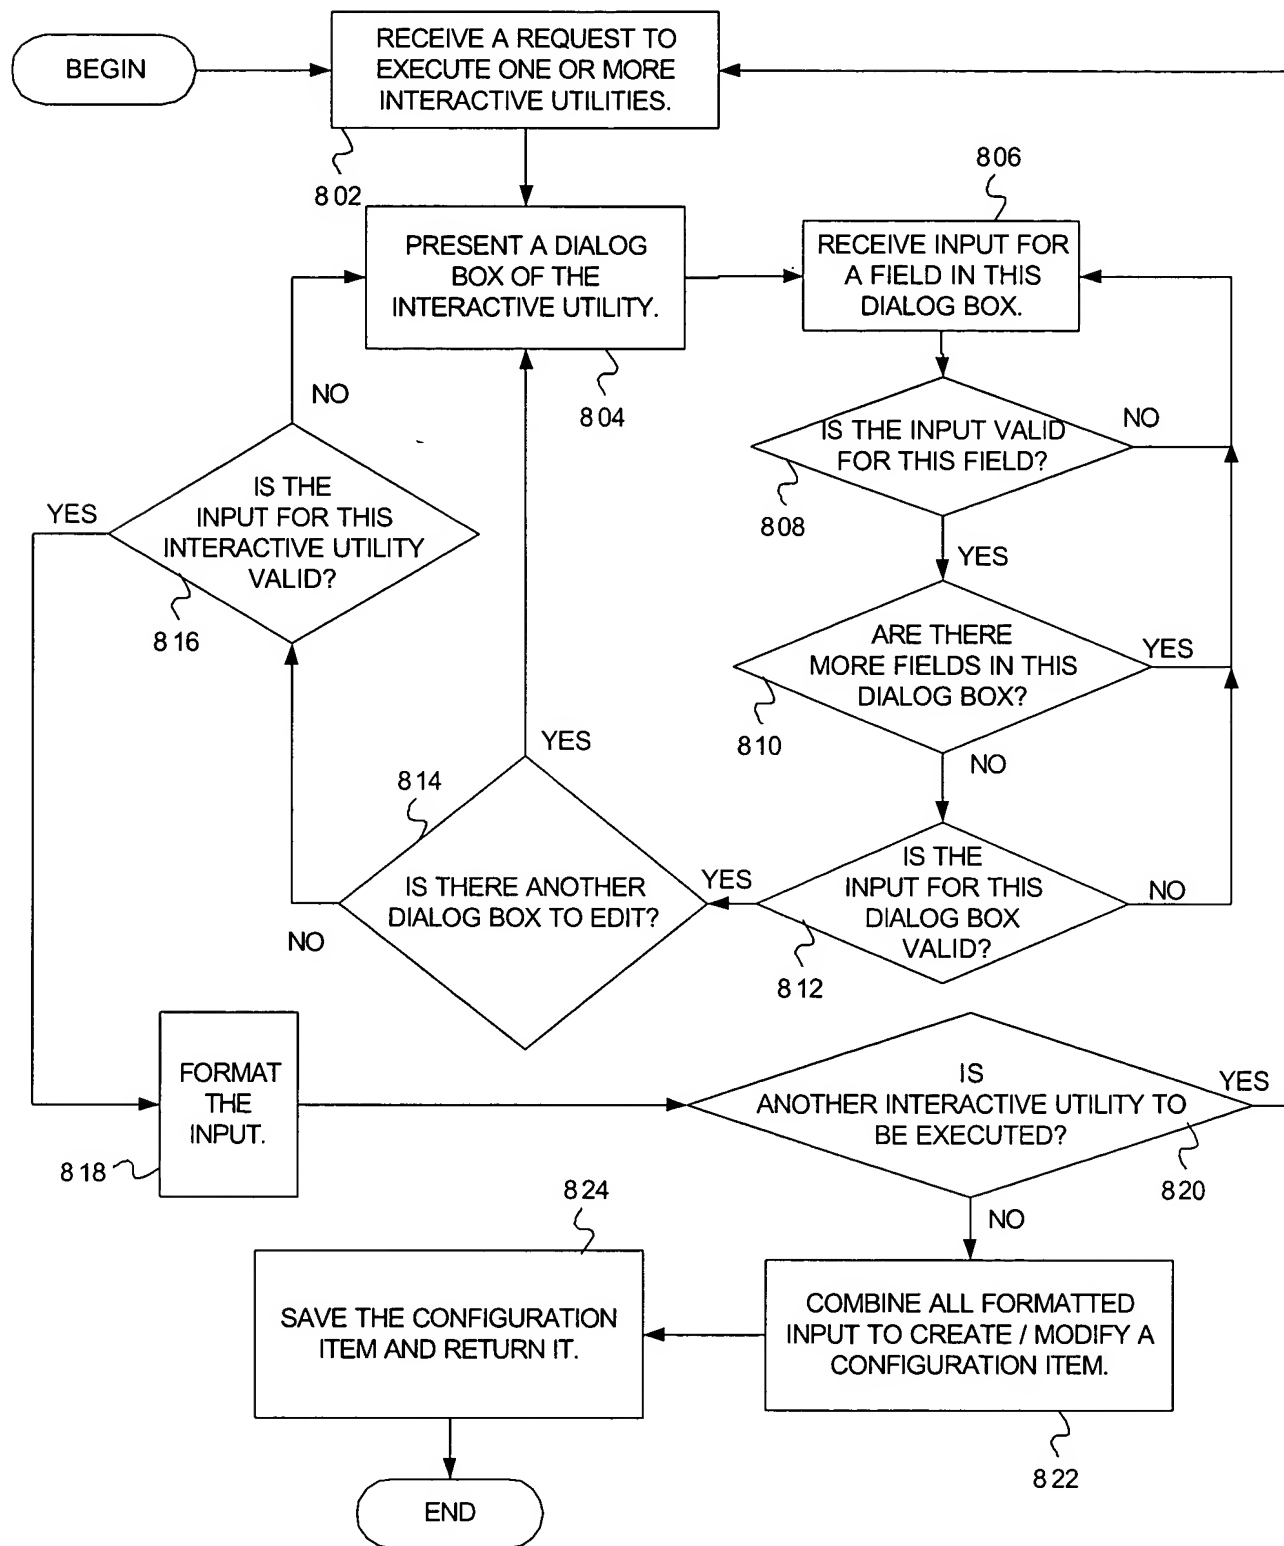 BEGIN
RECEIVE A REQUEST TO
EXECUTE ONE OR MORE
INTERACTIVE UTILITIES.
802
PRESENT A DIALOG
BOX OF THE
INTERACTIVE UTILITY.
804
806
RECEIVE INPUT FOR
A FIELD IN THIS
DIALOG BOX.
IS THE INPUT VALID
FOR THIS FIELD?
NO
808
YES
ARE THERE
MORE FIELDS IN THIS
DIALOG BOX?
YES
810
NO
IS THE
INPUT FOR THIS
DIALOG BOX
VALID?
NO
812
YES
814
IS THERE ANOTHER
DIALOG BOX TO EDIT?
YES
NO
IS THE
INPUT FOR THIS
INTERACTIVE UTILITY
VALID?
NO
YES
816
FORMAT
THE
INPUT.
818
IS
ANOTHER INTERACTIVE UTILITY TO
BE EXECUTED?
YES
820
NO
COMBINE ALL FORMATTED
INPUT TO CREATE / MODIFY A
CONFIGURATION ITEM.
822
824
SAVE THE CONFIGURATION
ITEM AND RETURN IT.
END